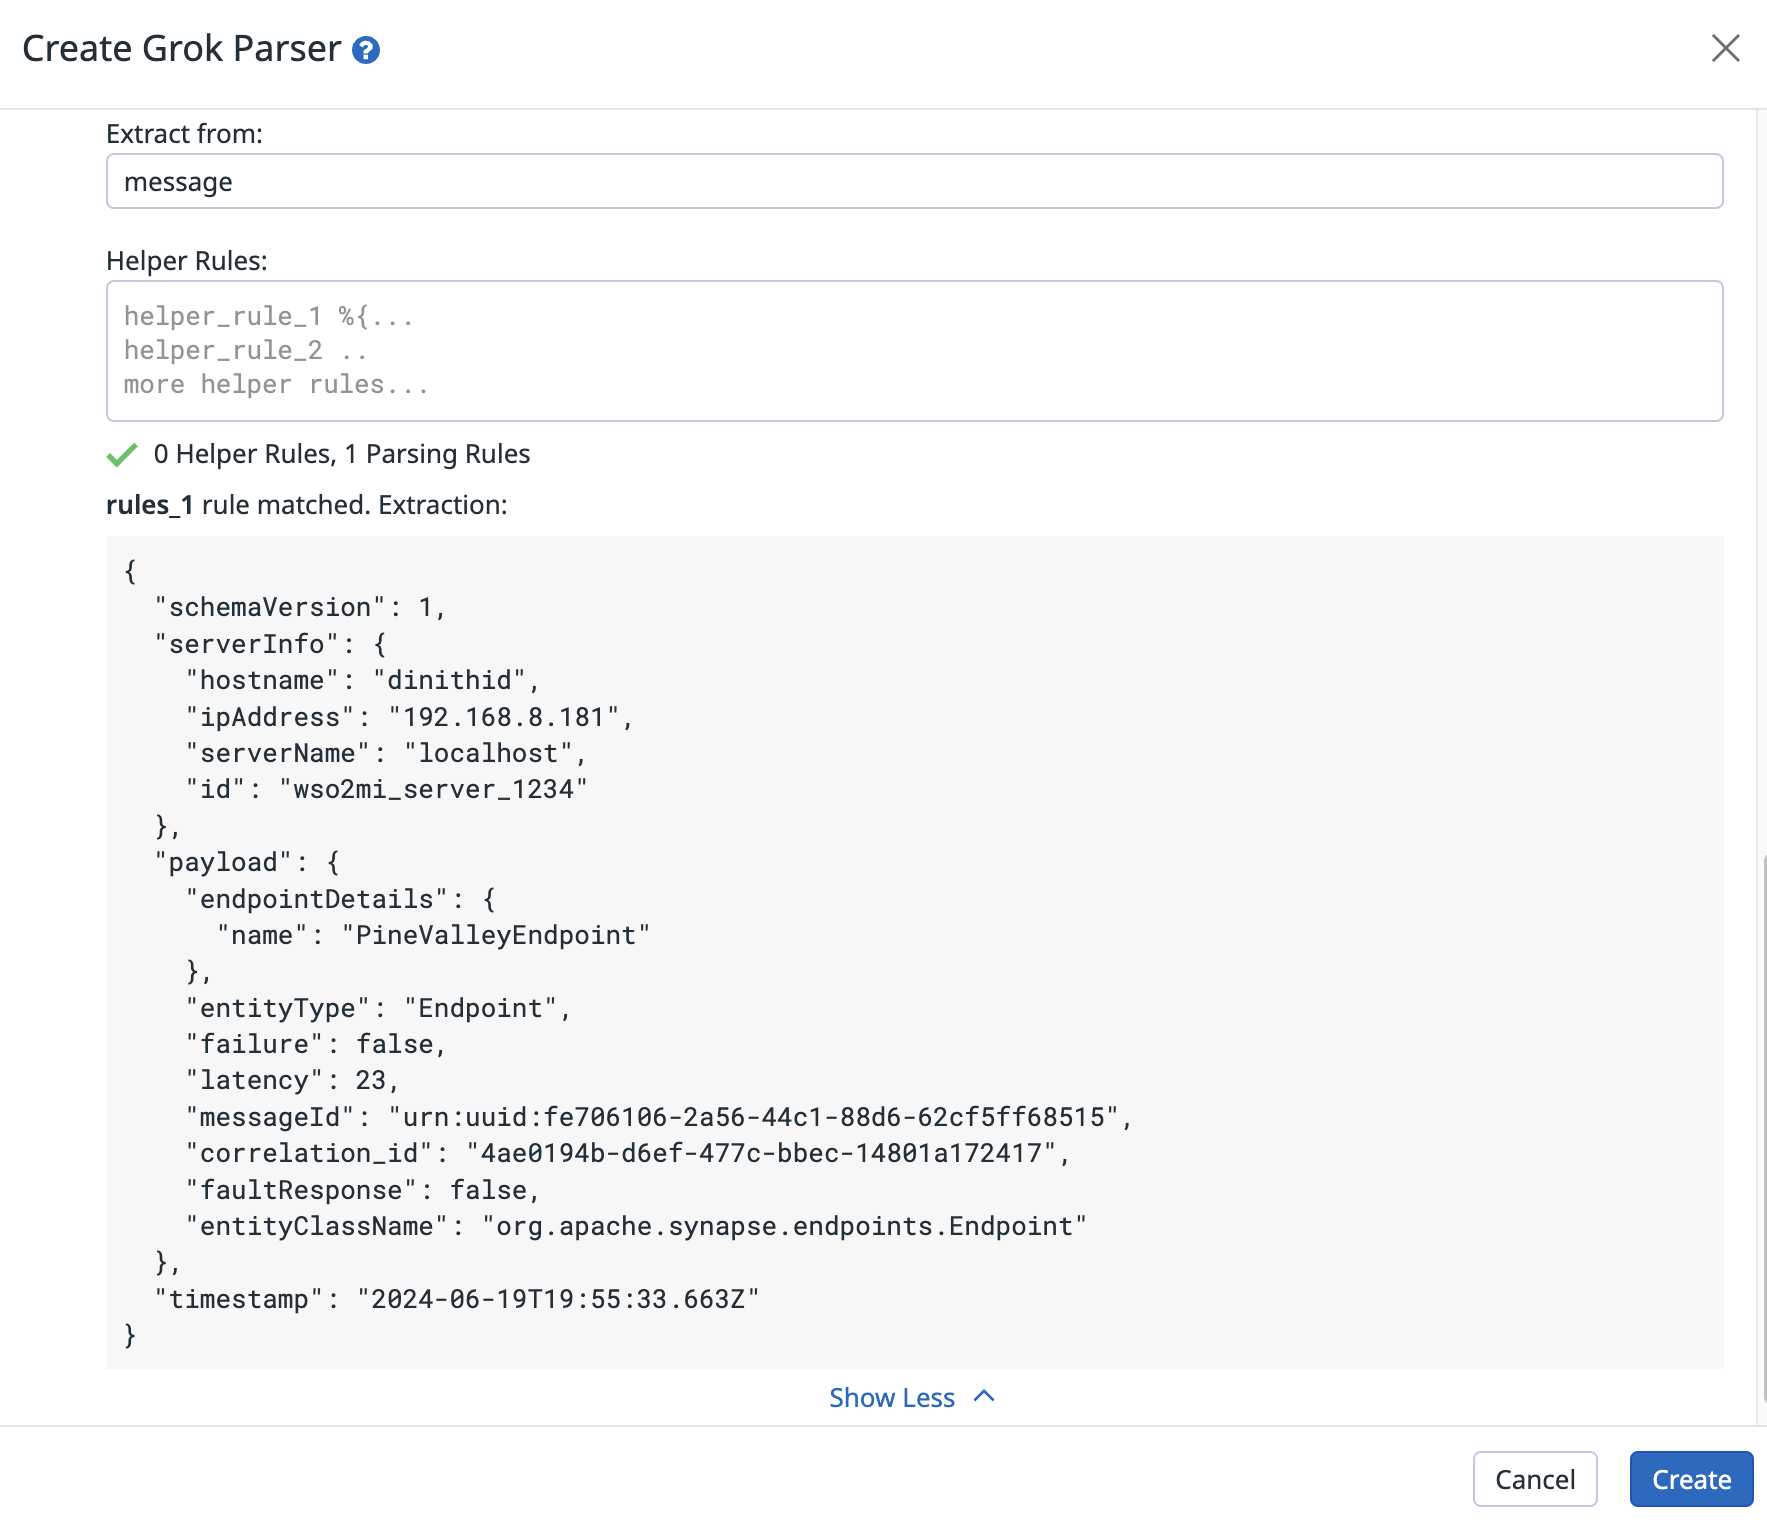 Create Grok Parser ?
Extract from:
message
Helper Rules:
helper_rule_1 %{...
helper_rule_2 ..
more helper rules...
0 Helper Rules, 1 Parsing Rules
rules_1 rule matched. Extraction:
{
  "schemaVersion": 1,
  "serverInfo": {
    "hostname": "dinithid",
    "ipAddress": "192.168.8.181",
    "serverName": "localhost",
    "id": "wso2mi_server_1234"
  },
  "payload": {
    "endpointDetails": {
      "name": "PineValleyEndpoint"
    },
    "entityType": "Endpoint",
    "failure": false,
    "latency": 23,
    "messageId": "urn:uuid:fe706106-2a56-44c1-88d6-62cf5ff68515",
    "correlation_id": "4ae0194b-d6ef-477c-bbec-14801a172417",
    "faultResponse": false,
    "entityClassName": "org.apache.synapse.endpoints.Endpoint"
  },
  "timestamp": "2024-06-19T19:55:33.663Z"
}
Show Less
Cancel Create